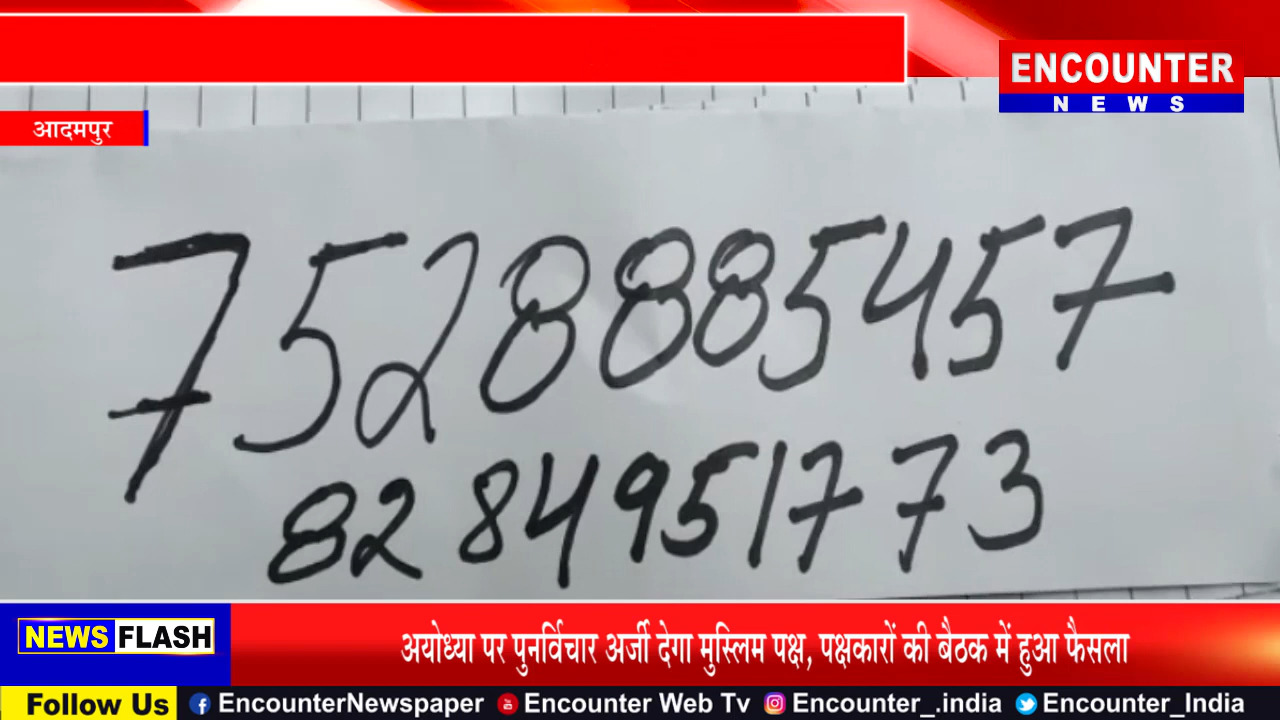 ENCOUNTER
NEWS
आदमपुर
7528885457
8284951773
NEWS FLASH
अयोध्या पर पुनर्विचार अर्जी देगा मुस्लिम पक्ष, पक्षकारों की बैठक में हुआ फैसला
Follow Us EncounterNewspaper Encounter Web Tv Encounter_.india Encounter_India